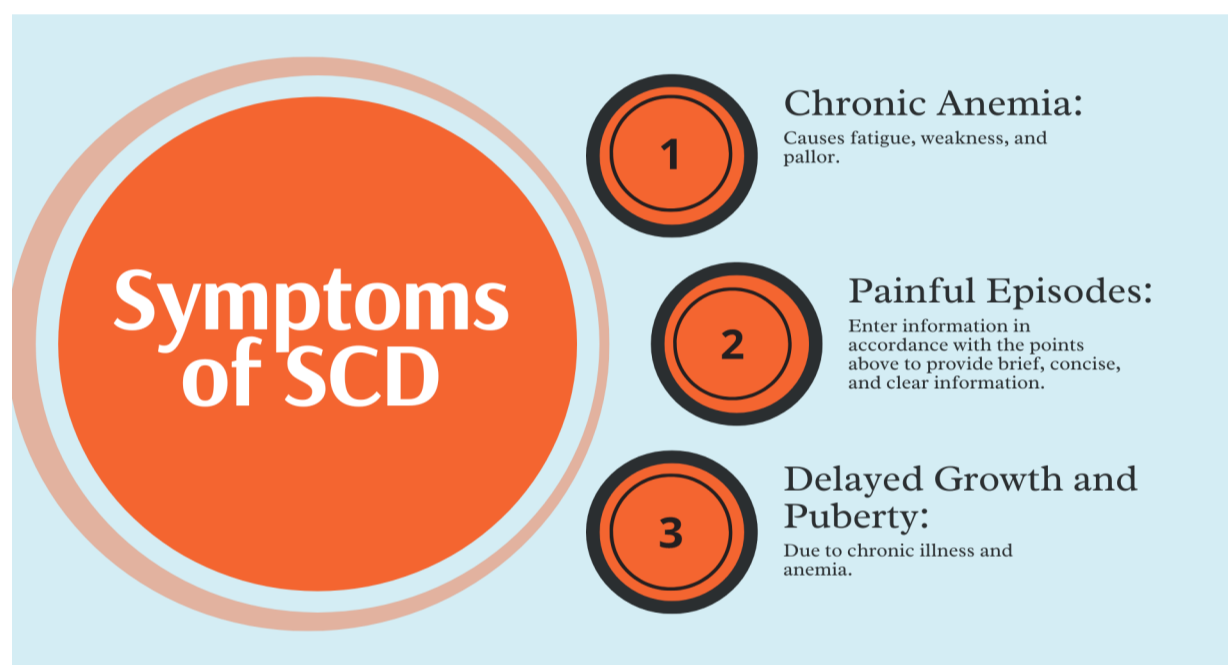 Symptoms
of SCD
1
Chronic Anemia:
Causes fatigue, weakness, and
pallor.
2
Painful Episodes:
Enter information in
accordance with the points
above to provide brief, concise,
and clear information.
3
Delayed Growth and
Puberty:
Due to chronic illness and
anemia.